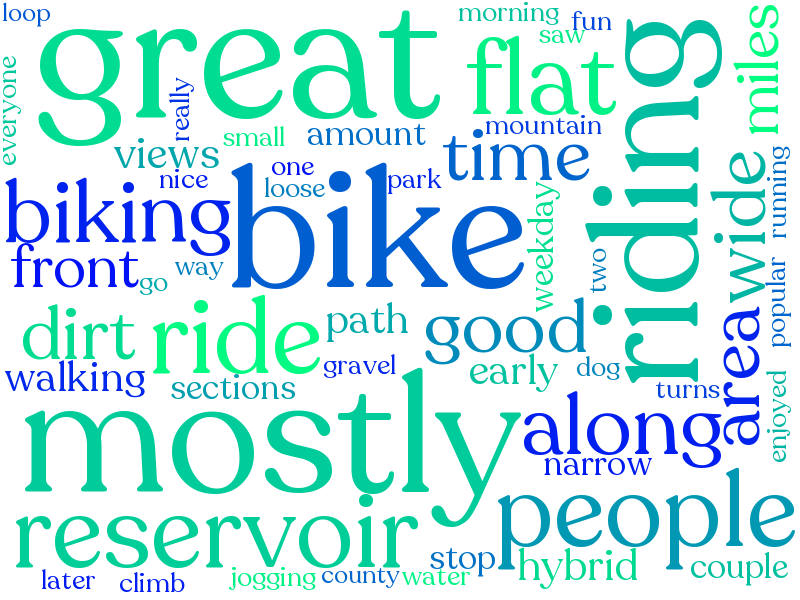 loop
great
morning
fun
saw
flat
riding
miles
everyone
really
small
amount
mountain
views
time
nice
one
loose
park
bike
biking
weekday
wide
running
front
go
way
two
popular
dirt
ride
path
good
area
walking
sections
gravel
early
dog
turns
enjoyed
mostly
along
narrow
reservoir
people
stop
hybrid
couple
later
climb
jogging
county
water